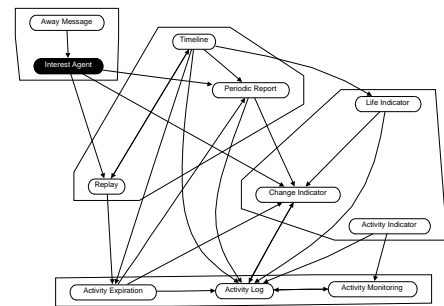 Away Message
Timeline
Interest Agent
Periodic Report
Life Indicator
Replay
Change Indicator
Activity Indicator
Activity Expiration
Activity Log
Activity Monitoring